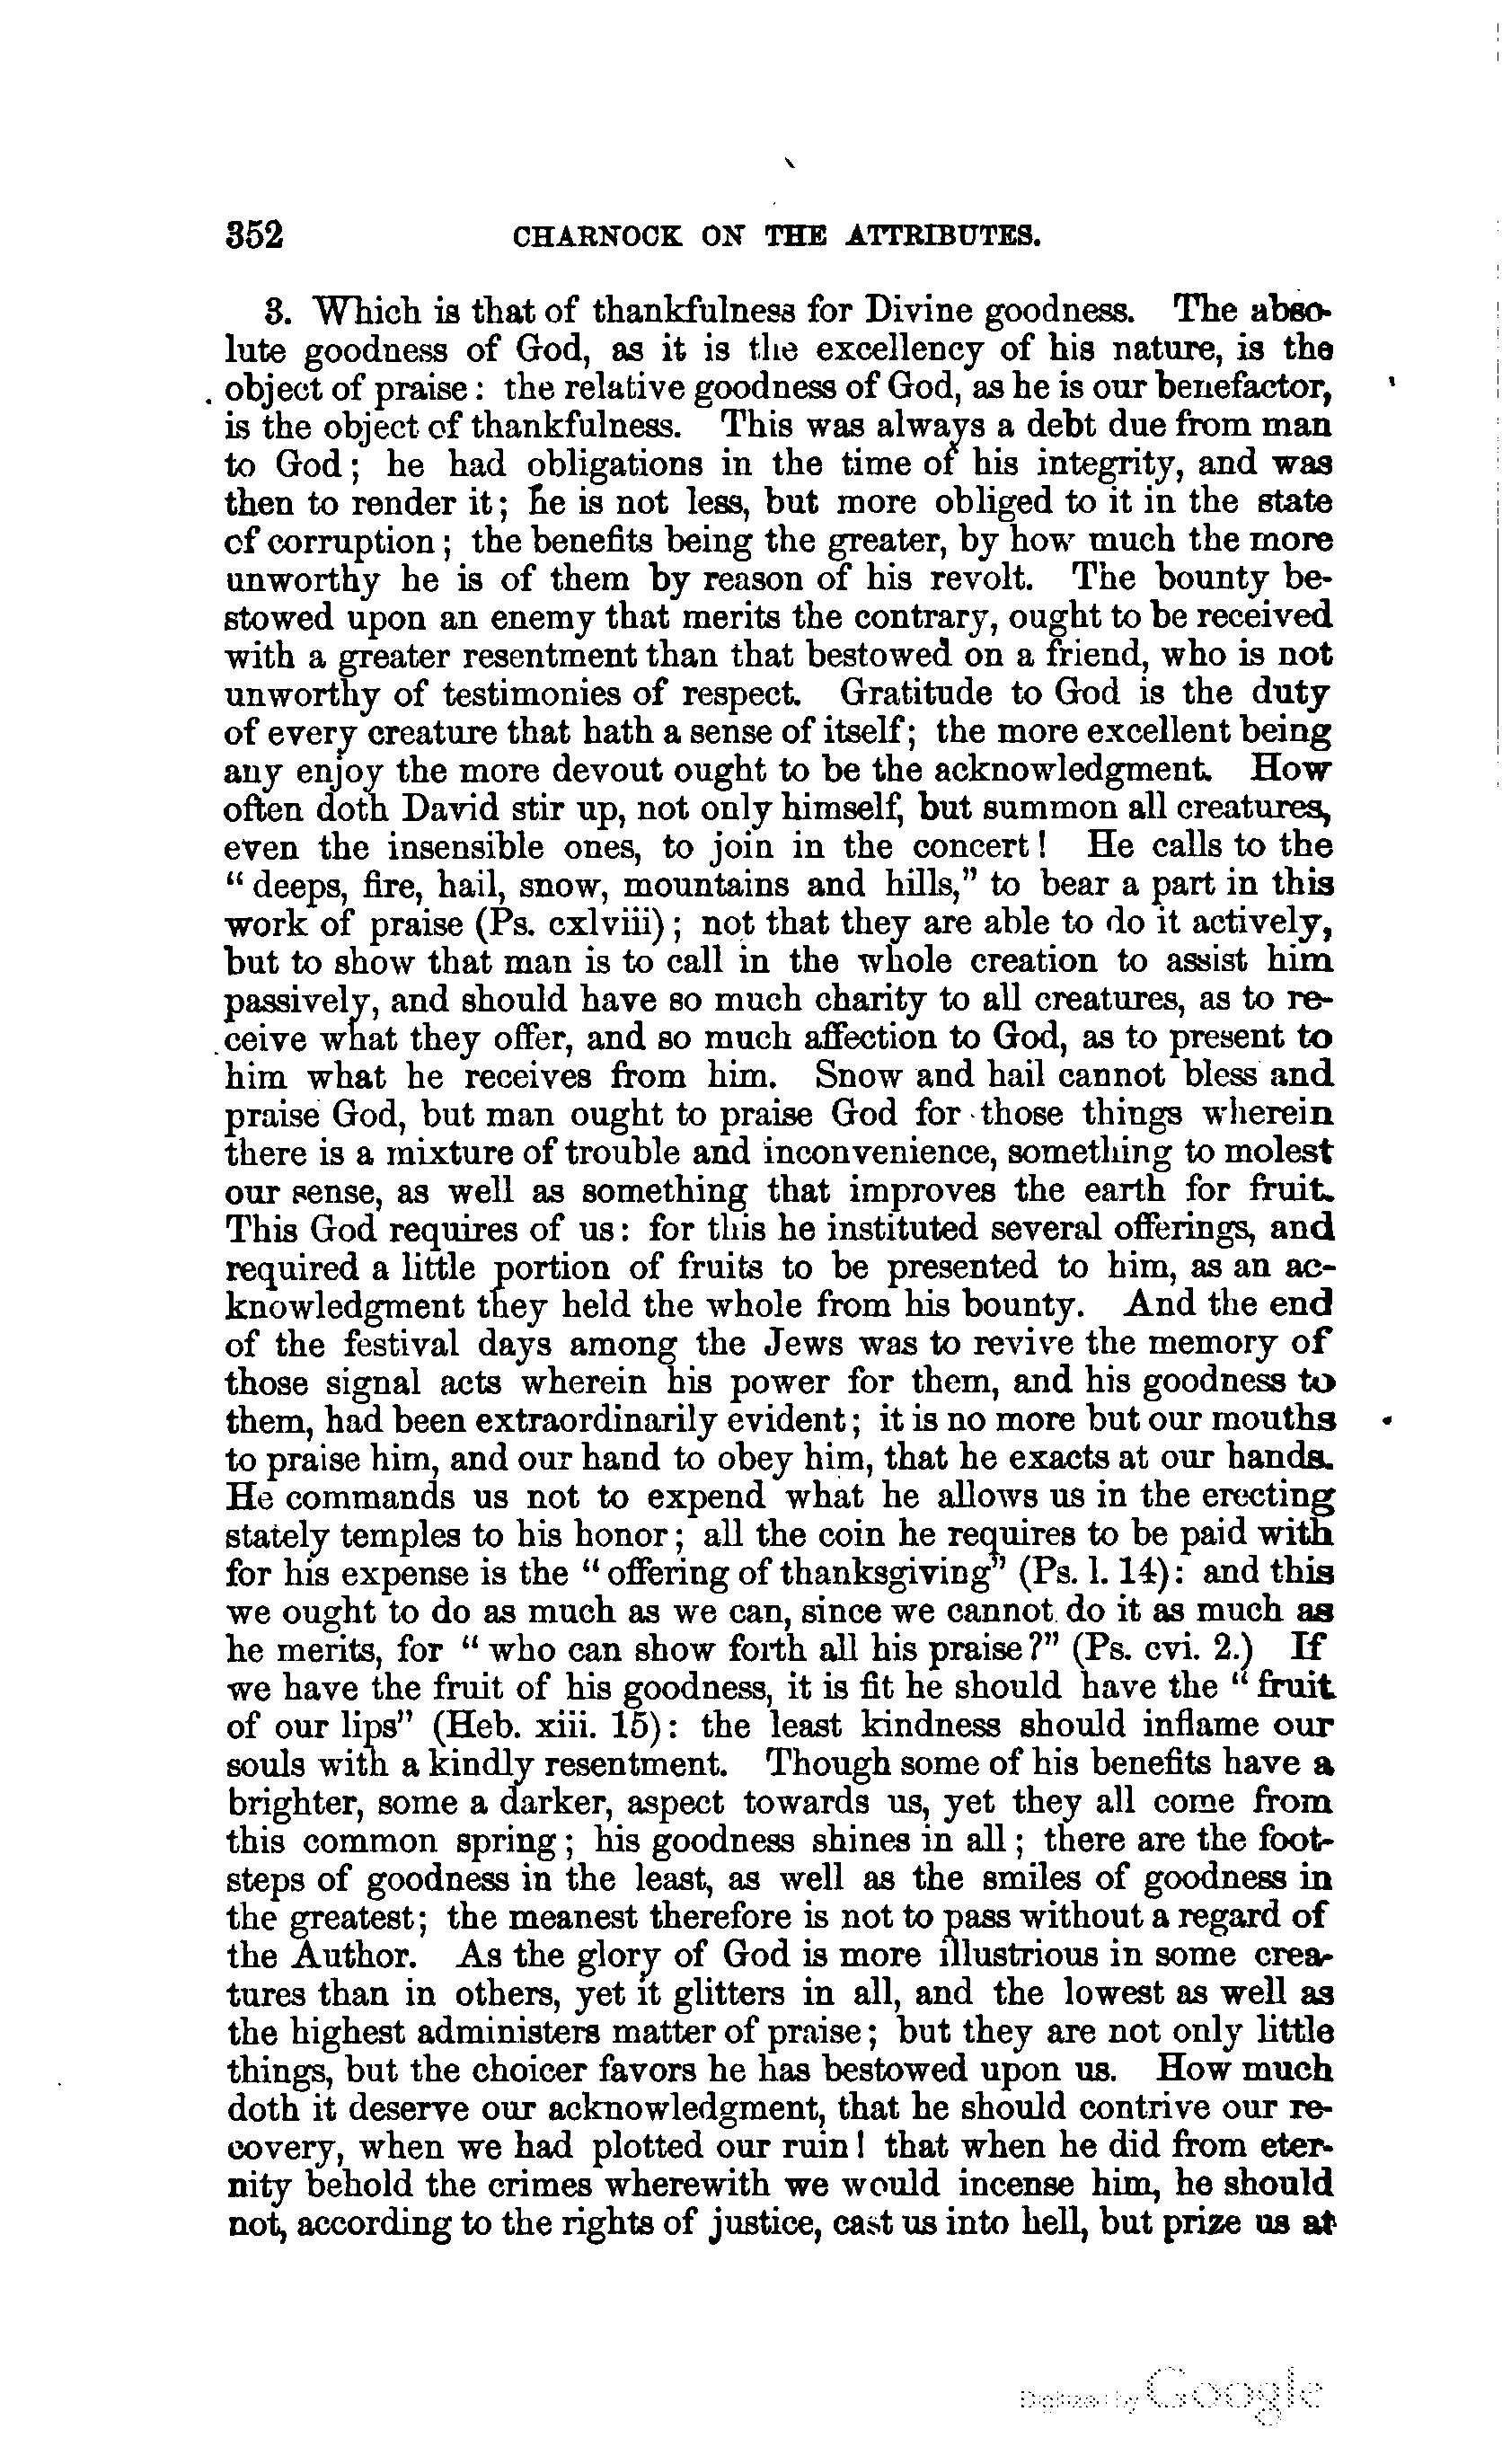 352 CHARNOCK ON THE ATTRIBUTES.
3. Which is that of thankfulness for Divine goodness. The abso-
lute goodness of God, as it is the excellency of his nature, is the
object of praise: the relative goodness of God, as he is our benefactor,
is the object of thankfulness. This was always a debt due from man
to God; he had obligations in the time of his integrity, and was
then to render it; he is not less, but more obliged to it in the state
of corruption; the benefits being the greater, by how much the more
unworthy he is of them by reason of his revolt. The bounty be-
stowed upon an enemy that merits the contrary, ought to be received
with a greater resentment than that bestowed on a friend, who is not
unworthy of testimonies of respect. Gratitude to God is the duty
of every creature that hath a sense of itself; the more excellent being
any enjoy the more devout ought to be the acknowledgment. How
often doth David stir up, not only himself, but summon all creatures,
even the insensible ones, to join in the concert! He calls to the
"deeps, fire, hail, snow, mountains and hills," to bear a part in this
work of praise (Ps. cxlviii); not that they are able to do it actively,
but to show that man is to call in the whole creation to assist him
passively, and should have so much charity to all creatures, as to re-
ceive what they offer, and so much affection to God, as to present to
him what he receives from him. Snow and hail cannot bless and
praise God, but man ought to praise God for those things wherein
there is a mixture of trouble and inconvenience, something to molest
our sense, as well as something that improves the earth for fruit.
This God requires of us: for this he instituted several offerings, and
required a little portion of fruits to be presented to him, as an ac-
knowledgment they held the whole from his bounty. And the end
of the festival days among the Jews was to revive the memory of
those signal acts wherein his power for them, and his goodness to
them, had been extraordinarily evident; it is no more but our mouths
to praise him, and our hand to obey him, that he exacts at our hands.
He commands us not to expend what he allows us in the erecting
stately temples to his honor; all the coin he requires to be paid with
for his expense is the "offering of thanksgiving" (Ps. l. 14): and this
we ought to do as much as we can, since we cannot do it as much as
he merits, for "who can show forth all his praise?" (Ps. cvi. 2.) If
we have the fruit of his goodness, it is fit he should have the "fruit
of our lips" (Heb. xiii. 15): the least kindness should inflame our
souls with a kindly resentment. Though some of his benefits have a
brighter, some a darker, aspect towards us, yet they all come from
this common spring; his goodness shines in all; there are the foot-
steps of goodness in the least, as well as the smiles of goodness in
the greatest; the meanest therefore is not to pass without a regard of
the Author. As the glory of God is more illustrious in some crea-
tures than in others, yet it glitters in all, and the lowest as well as
the highest administers matter of praise; but they are not only little
things, but the choicer favors he has bestowed upon us. How much
doth it deserve our acknowledgment, that he should contrive our re-
covery, when we had plotted our ruin! that when he did from eter-
nity behold the crimes wherewith we would incense him, he should
not, according to the rights of justice, cast us into hell, but prize us at
Digitized by Google